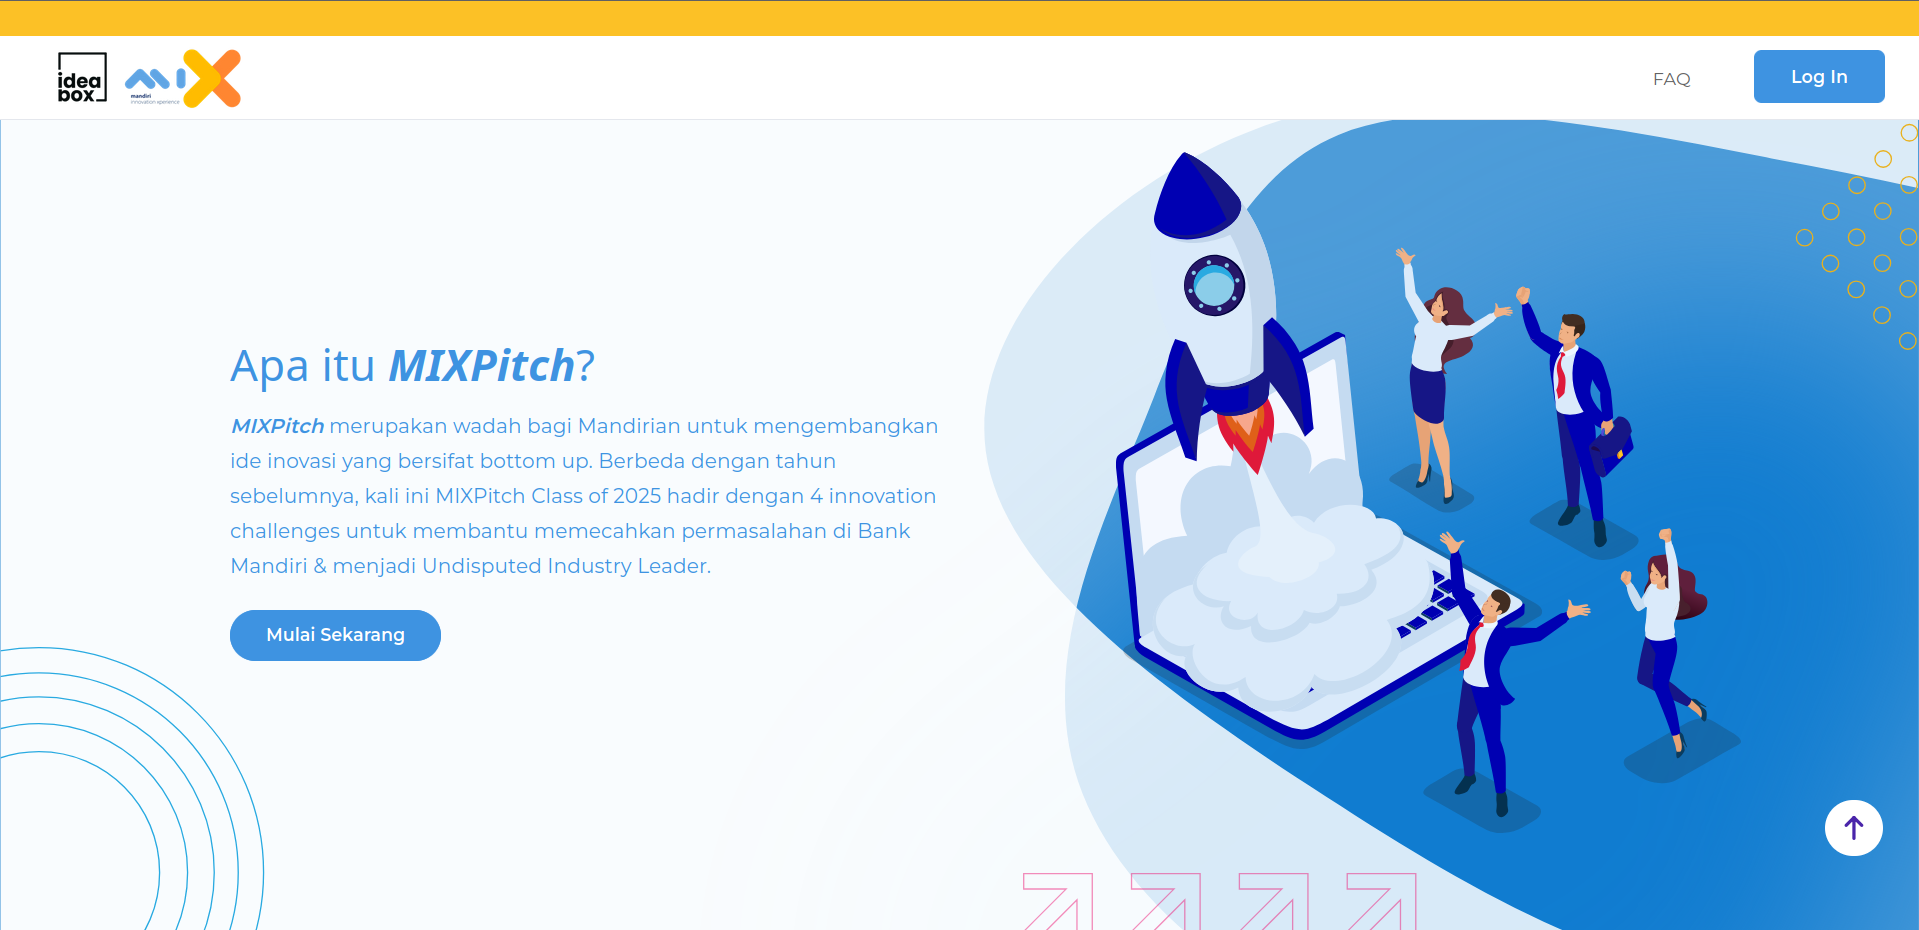 idea
box
mix
mandiri
innovation xperience
FAQ
Log In
Apa itu MIXPitch?
MIXPitch merupakan wadah bagi Mandirian untuk mengembangkan
ide inovasi yang bersifat bottom up. Berbeda dengan tahun
sebelumnya, kali ini MIXPitch Class of 2025 hadir dengan 4 innovation
challenges untuk membantu memecahkan permasalahan di Bank
Mandiri & menjadi Undisputed Industry Leader.
Mulai Sekarang